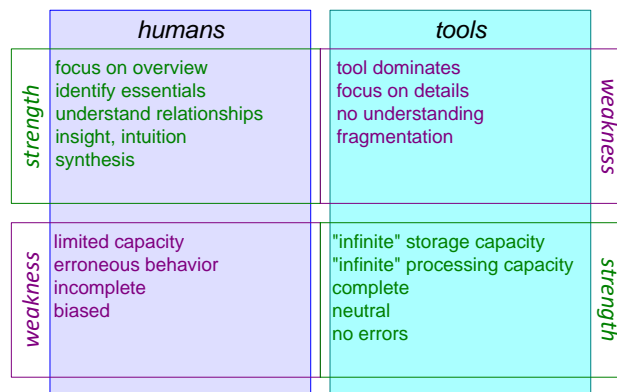 humans
tools
strength
focus on overview
identify essentials
understand relationships
insight, intuition
synthesis
tool dominates
focus on details
no understanding
fragmentation
weakness
weakness
limited capacity
erroneous behavior
incomplete
biased
"infinite" storage capacity
"infinite" processing capacity
complete
neutral
no errors
strength